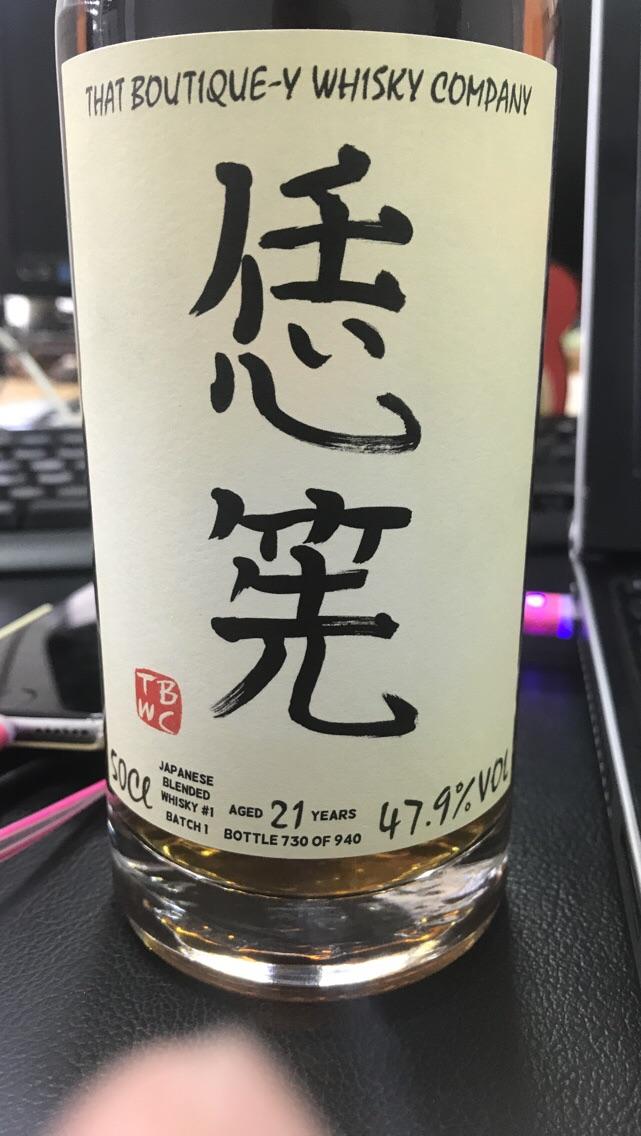 THAT BOUTIQUE-Y WHISKY COMPANY
恁筅
TB
WC
50cl
JAPANESE
BLENDED
WHISKY #1
BATCH 1
AGED 21 YEARS
BOTTLE 730 OF 940
47.9% VOL